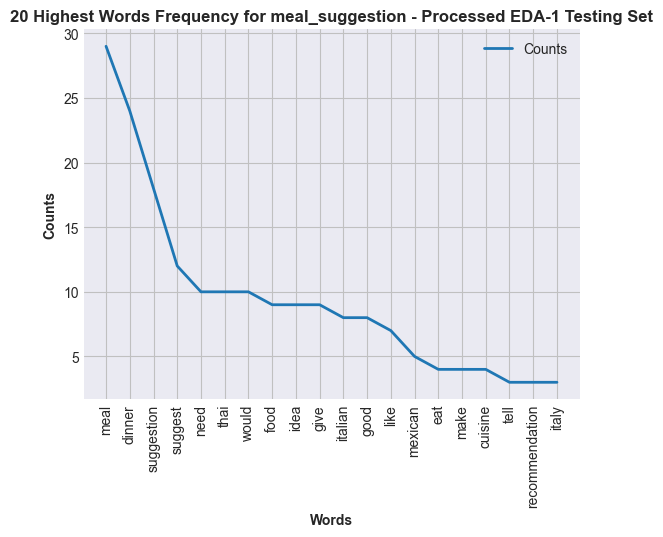 20 Highest Words Frequency for meal_suggestion - Processed EDA-1 Testing Set
Counts
30
25
20
15
10
5
Counts
meal
dinner
suggestion
suggest
need
thai
would
food
idea
give
italian
good
like
mexican
eat
make
cuisine
tell
recommendation
italy
Words